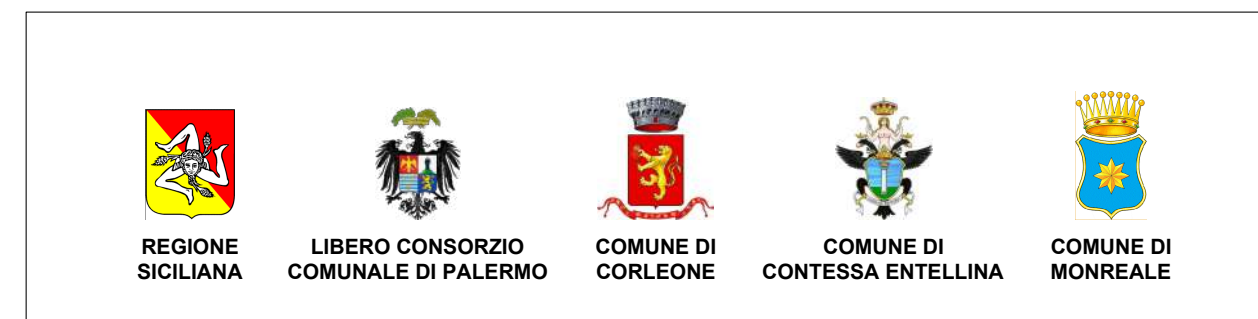 REGIONE
SICILIANA
LIBERO CONSORZIO
COMUNALE DI PALERMO
COMUNE DI
CORLEONE
COMUNE DI
CONTESSA ENTELLINA
COMUNE DI
MONREALE